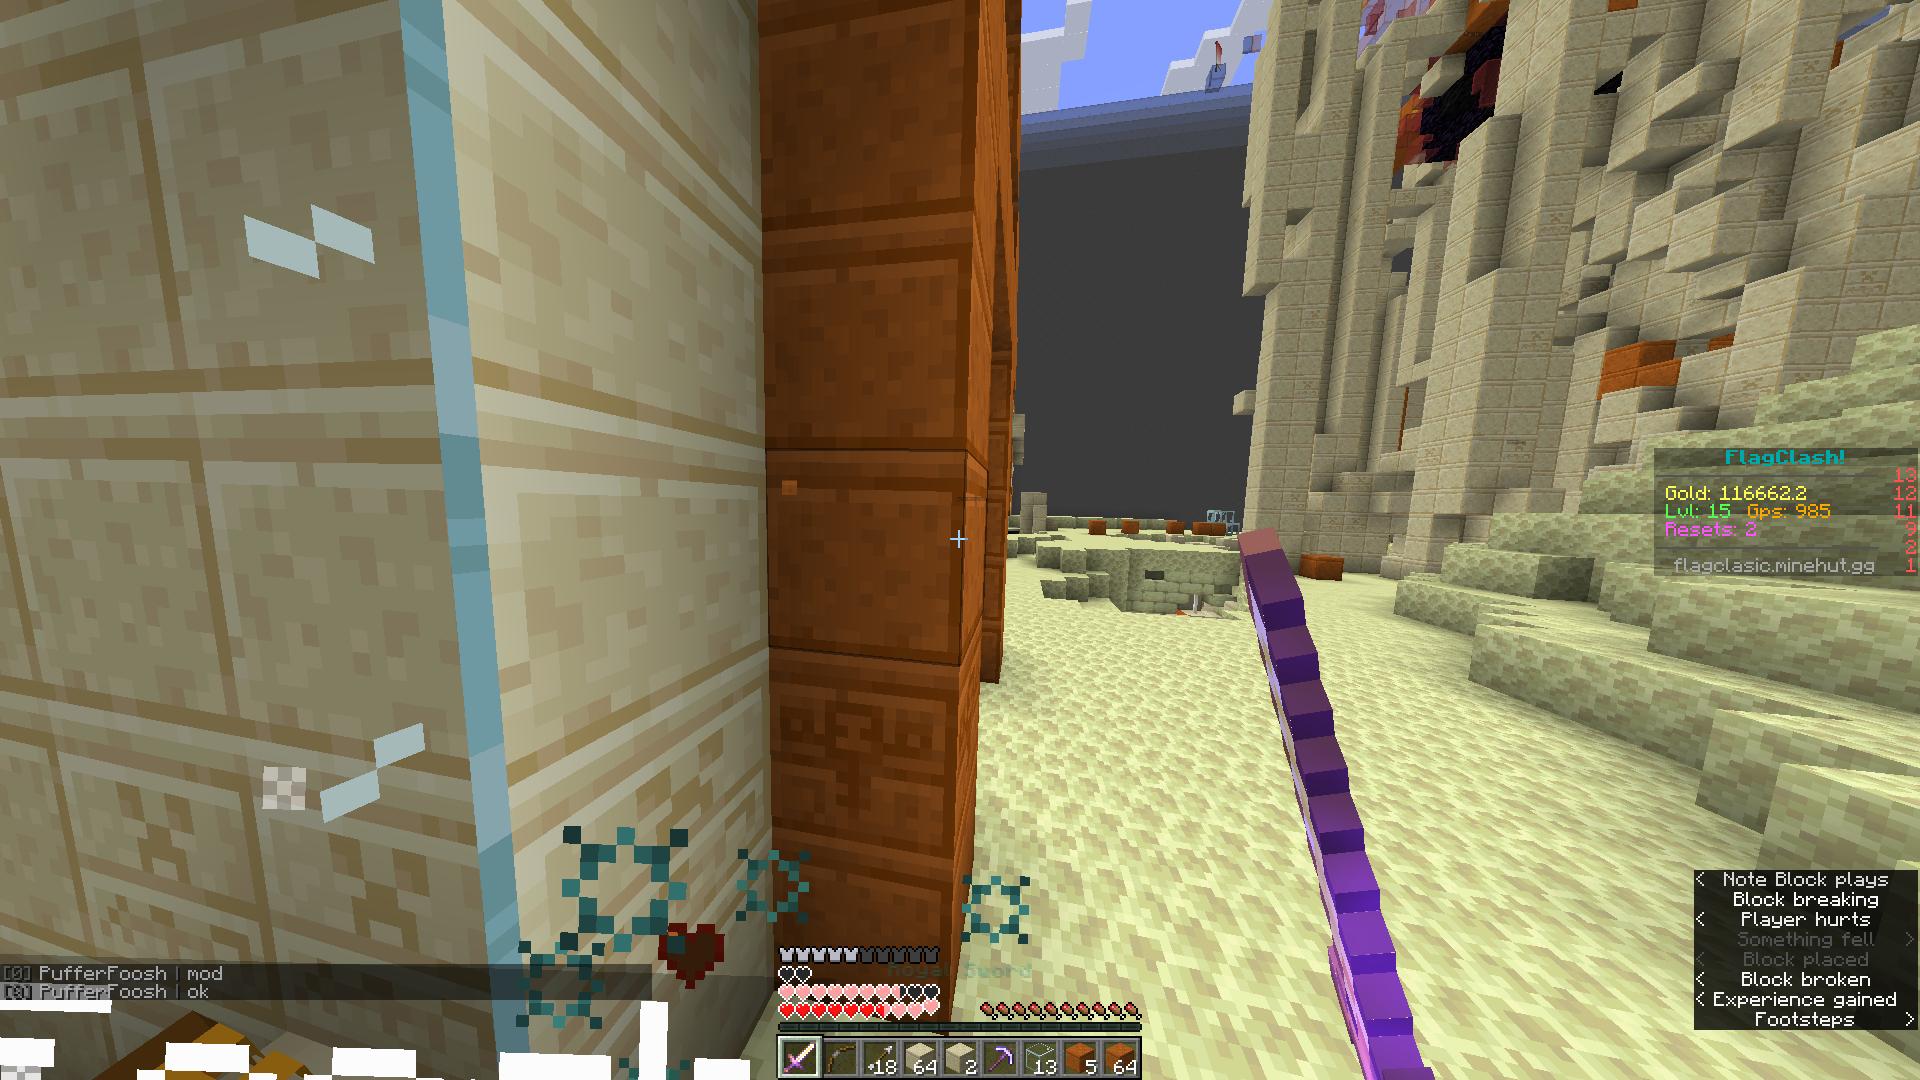 FlagClash!
13
Gold: 116662.2 12
Lvl: 15 Gps: 985 11
Resets: 2 9
2
flagclasic.minehut.gg 1
< Note Block plays
Block breaking
< Player hurts
Something fell >
< Block placed
< Block broken
< Experience gained
Footsteps >
[0] PufferFoosh | mod
PufferFoosh | ok
Royal Sword
18 64 2 13 5 64